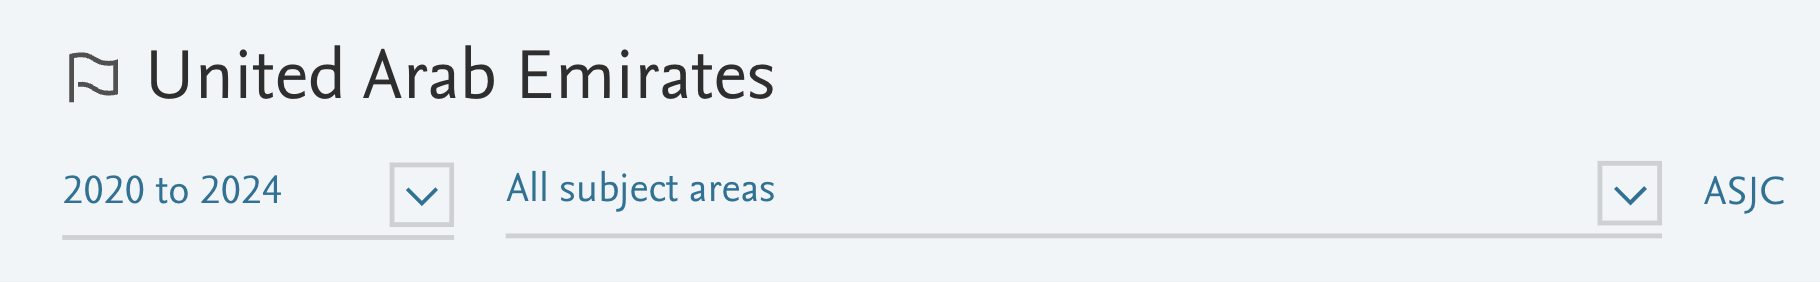 United Arab Emirates
2020 to 2024 All subject areas ASJC